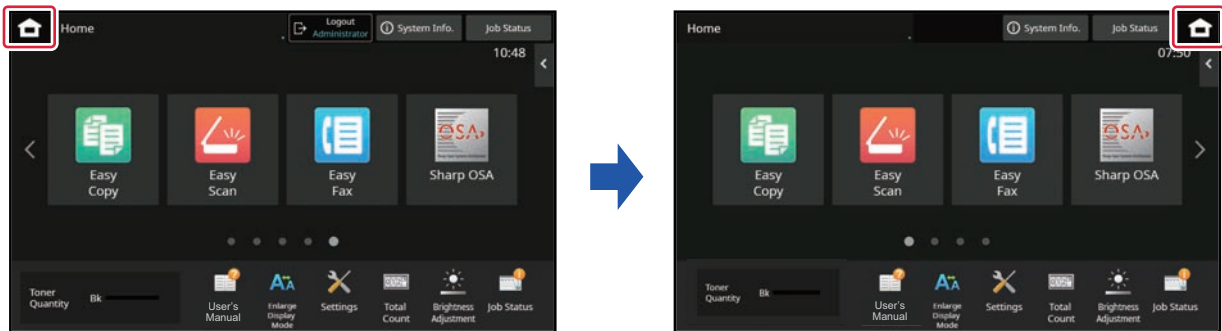 Home
Logout
Administrator
System Info.
Job Status
10:48
Easy
Copy
Easy
Scan
Easy
Fax
OSA
Sharp OSA
Toner
Quantity
Bk
User's
Manual
Enlarge
Display
Mode
Settings
Total
Count
Brightness
Adjustment
Job Status
Home
System Info.
Job Status
07:30
Easy
Copy
Easy
Scan
Easy
Fax
OSA
Sharp OSA
Toner
Quantity
Bk
User's
Manual
Enlarge
Display
Mode
Settings
Total
Count
Brightness
Adjustment
Job Status